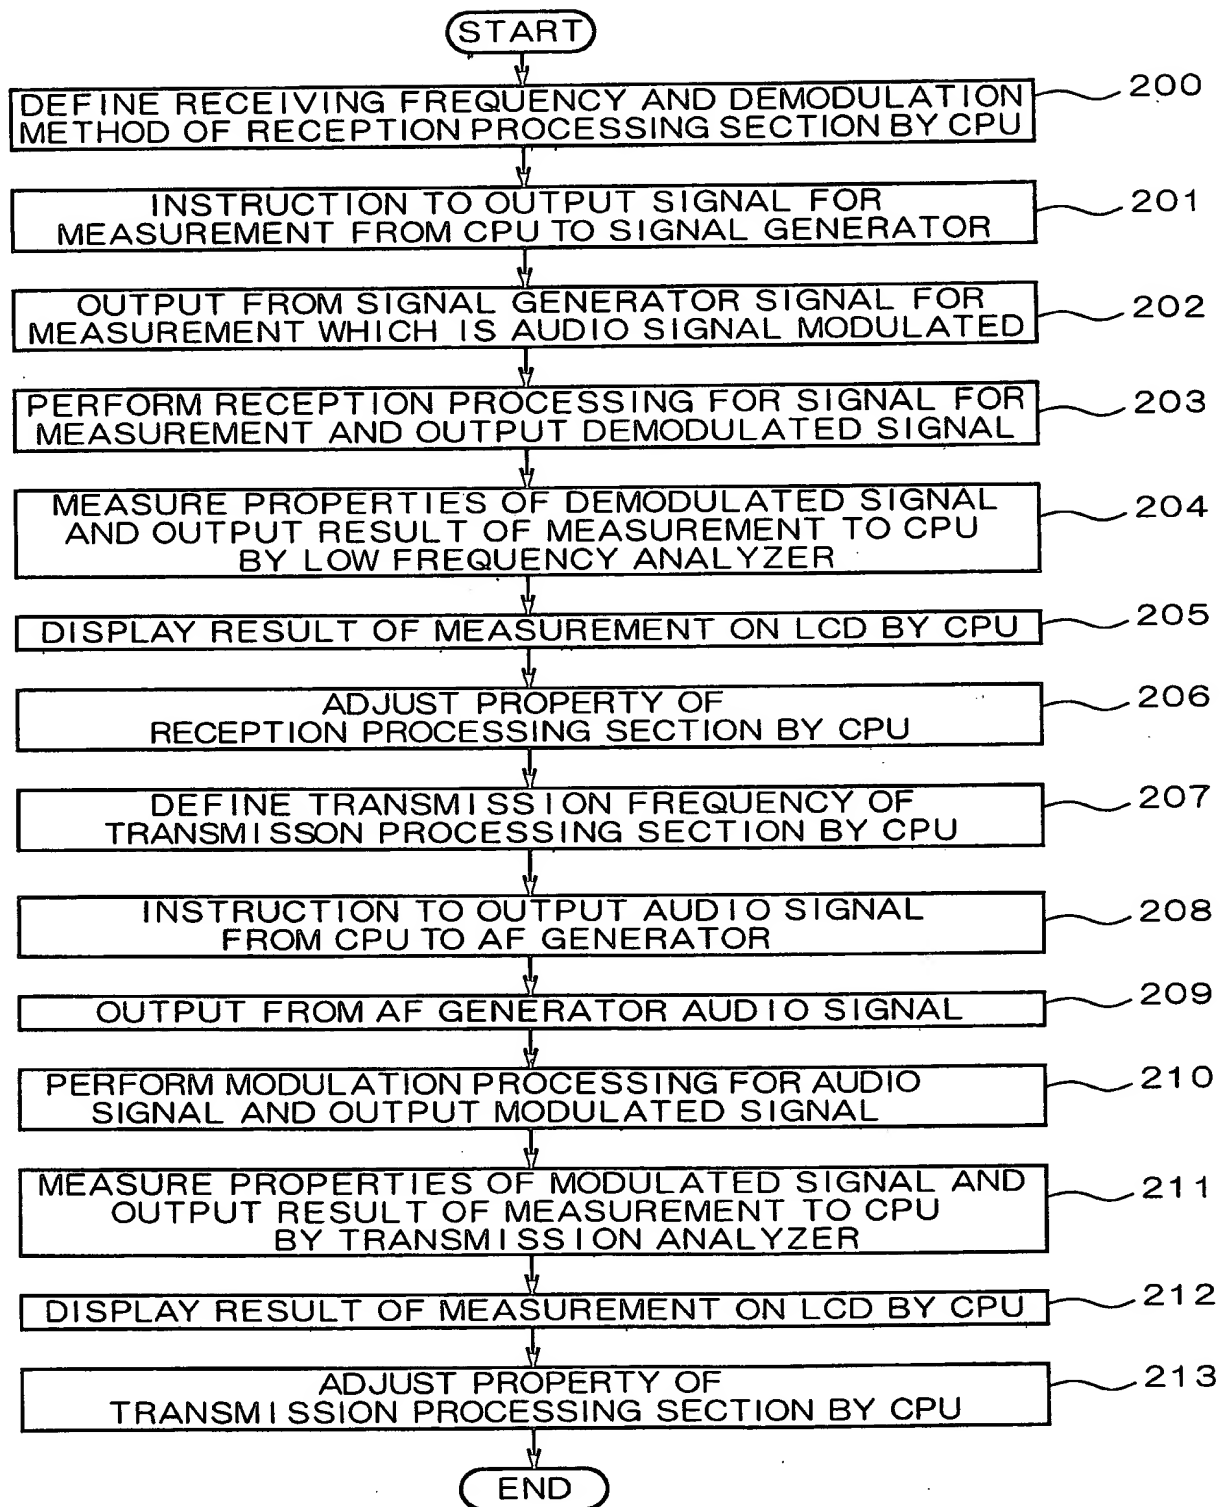 START
DEFINE RECEIVING FREQUENCY AND DEMODULATION
METHOD OF RECEPTION PROCESSING SECTION BY CPU
200
INSTRUCTION TO OUTPUT SIGNAL FOR
MEASUREMENT FROM CPU TO SIGNAL GENERATOR
201
OUTPUT FROM SIGNAL GENERATOR SIGNAL FOR
MEASUREMENT WHICH IS AUDIO SIGNAL MODULATED
202
PERFORM RECEPTION PROCESSING FOR SIGNAL FOR
MEASUREMENT AND OUTPUT DEMODULATED SIGNAL
203
MEASURE PROPERTIES OF DEMODULATED SIGNAL
AND OUTPUT RESULT OF MEASUREMENT TO CPU
BY LOW FREQUENCY ANALYZER
204
DISPLAY RESULT OF MEASUREMENT ON LCD BY CPU
205
ADJUST PROPERTY OF
RECEPTION PROCESSING SECTION BY CPU
206
DEFINE TRANSMISSION FREQUENCY OF
TRANSMISSON PROCESSING SECTION BY CPU
207
INSTRUCTION TO OUTPUT AUDIO SIGNAL
FROM CPU TO AF GENERATOR
208
OUTPUT FROM AF GENERATOR AUDIO SIGNAL
209
PERFORM MODULATION PROCESSING FOR AUDIO
SIGNAL AND OUTPUT MODULATED SIGNAL
210
MEASURE PROPERTIES OF MODULATED SIGNAL AND
OUTPUT RESULT OF MEASUREMENT TO CPU
BY TRANSMISSION ANALYZER
211
DISPLAY RESULT OF MEASUREMENT ON LCD BY CPU
212
ADJUST PROPERTY OF
TRANSMISSION PROCESSING SECTION BY CPU
213
END